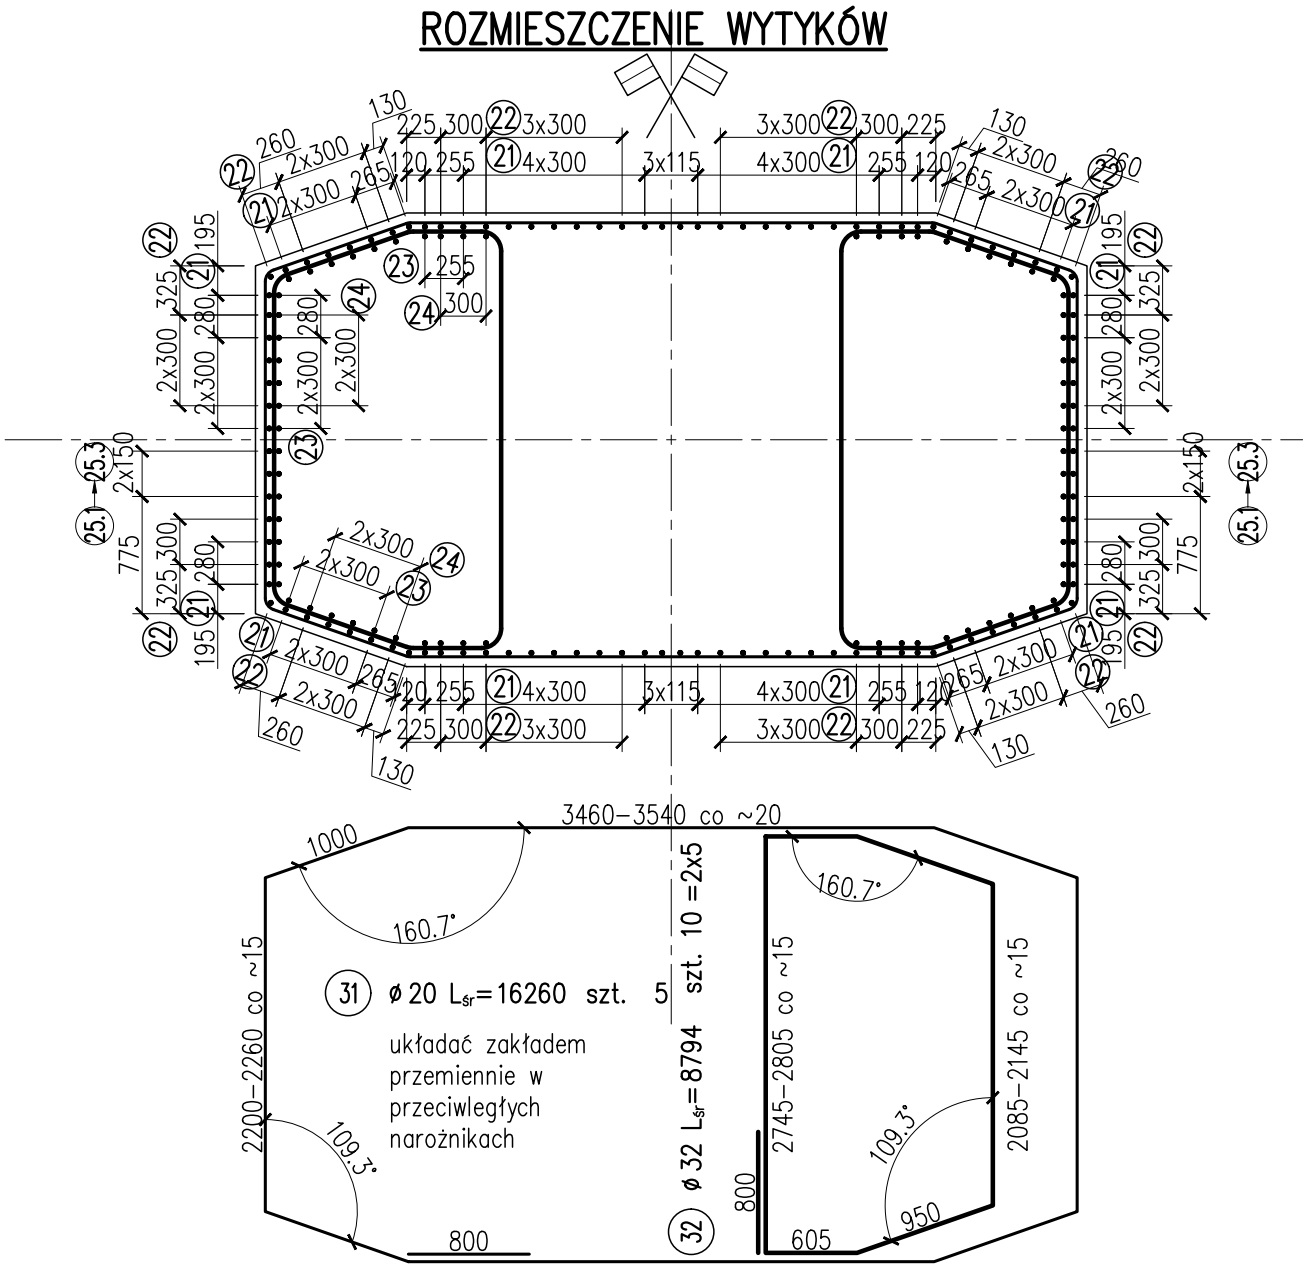 ROZMIESZCZENIE WYTYKÓW
130
225 300 22 3x300
3x300 22 300 225
130
260
2x300
120 255 21 4x300 3x115 4x300 21 255 120
2x300
260
22
265
265
22
21
2x300
2x300
21
22
195
21
195
22
21
325
280
23
255
24
300
24
280
325
280
2x300
2x300
2x300
2x300
2x300
2x300
23
25.3
2x150
25.1
25.3
2x150
25.1
775
300
280
325
21
195
22
2x300
24
2x300
23
300
280
325
775
21
195
22
21
22
2x300
265
2x300
260
130
120 255 21 4x300 3x115 4x300 21 255 120
225 300 22 3x300
3x300 22 300 225
265
2x300
21
22
2x300
260
130
3460-3540 co ~20
1000
160.7°
160.7°
2200-2260 co ~15
31 ø 20 Lśr=16260 szt. 5
układać zakładem
przemiennie w
przeciwległych
narożnikach
109.3°
800
32 ø 32 Lśr=8794 szt. 10 =2x5
2745-2805 co ~15
2085-2145 co ~15
109.3°
800
605
950